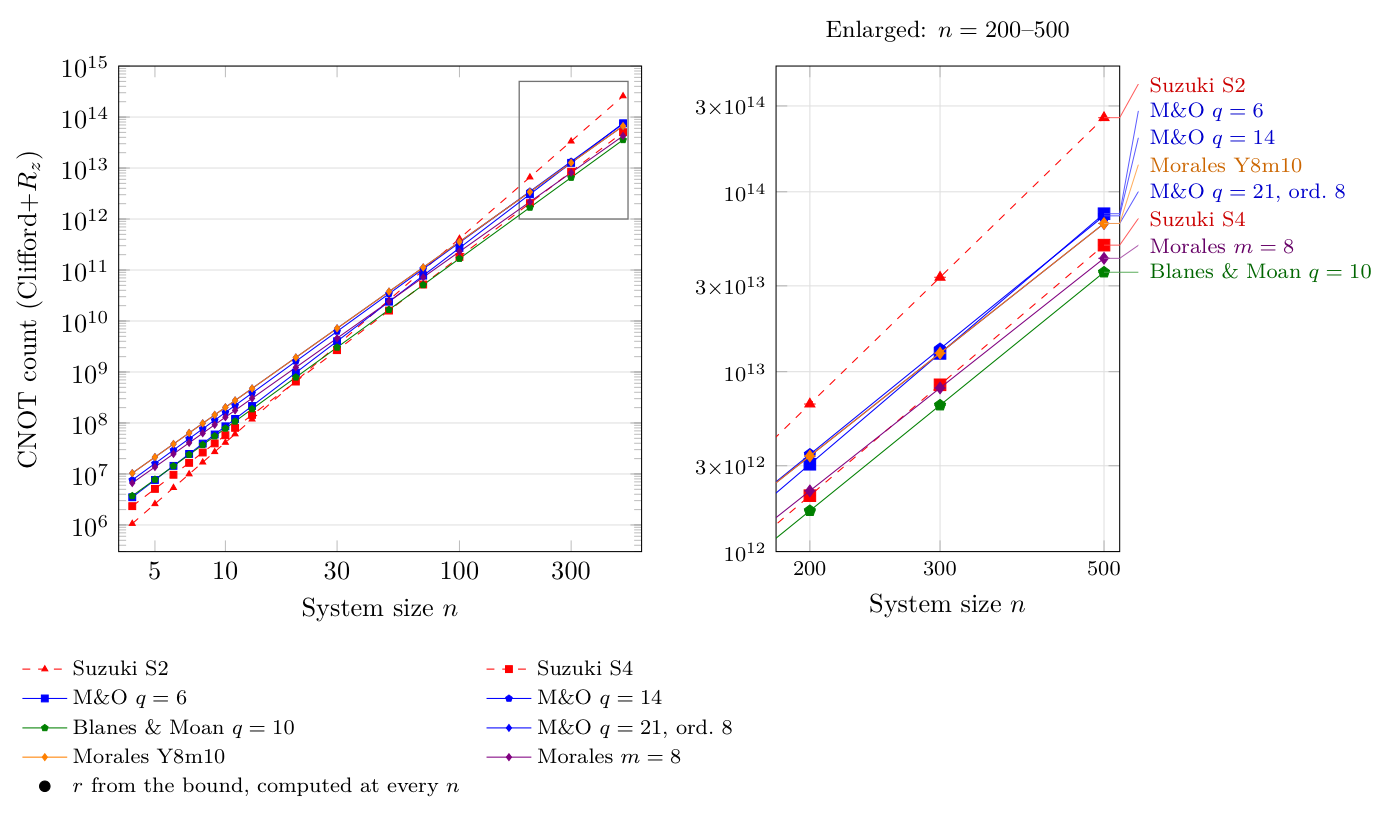 Enlarged: n = 200–500
CNOT count (Clifford+R_z)
10^15
10^14
10^13
10^12
10^11
10^10
10^9
10^8
10^7
10^6
5 10 30 100 300
System size n
3×10^14
10^14
3×10^13
10^13
3×10^12
10^12
200 300 500
System size n
Suzuki S2
M&O q = 6
M&O q = 14
Morales Y8m10
M&O q = 21, ord. 8
Suzuki S4
Morales m = 8
Blanes & Moan q = 10
Suzuki S2 Suzuki S4
M&O q = 6 M&O q = 14
Blanes & Moan q = 10 M&O q = 21, ord. 8
Morales Y8m10 Morales m = 8
r from the bound, computed at every n